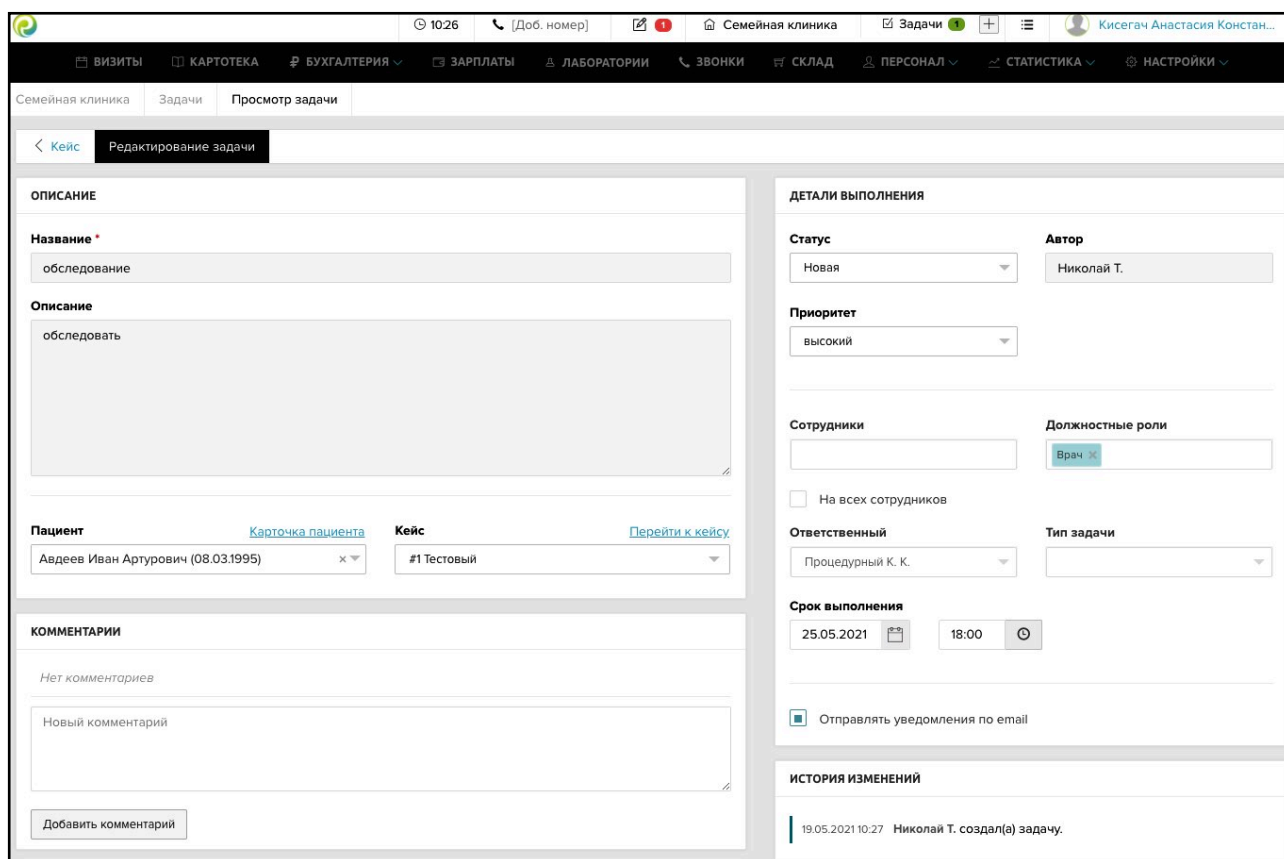 10:26 [Доб. номер] 1 Семейная клиника Задачи 1 + Кисегач Анастасия Констан...
ВИЗИТЫ КАРТОТЕКА ₽ БУХГАЛТЕРИЯ ЗАРПЛАТЫ ЛАБОРАТОРИИ ЗВОНКИ СКЛАД ПЕРСОНАЛ СТАТИСТИКА НАСТРОЙКИ
Семейная клиника Задачи Просмотр задачи
Кейс Редактирование задачи
ОПИСАНИЕ
Название *
обследование
Описание
обследовать
Пациент Карточка пациента Кейс Перейти к кейсу
Авдеев Иван Артурович (08.03.1995) × #1 Тестовый
КОММЕНТАРИИ
Нет комментариев
Новый комментарий
Добавить комментарий
ДЕТАЛИ ВЫПОЛНЕНИЯ
Статус Автор
Новая Николай Т.
Приоритет
высокий
Сотрудники Должностные роли
Врач ×
На всех сотрудников
Ответственный Тип задачи
Процедурный К. К.
Срок выполнения
25.05.2021 18:00
Отправлять уведомления по email
ИСТОРИЯ ИЗМЕНЕНИЙ
19.05.2021 10:27 Николай Т. создал(а) задачу.